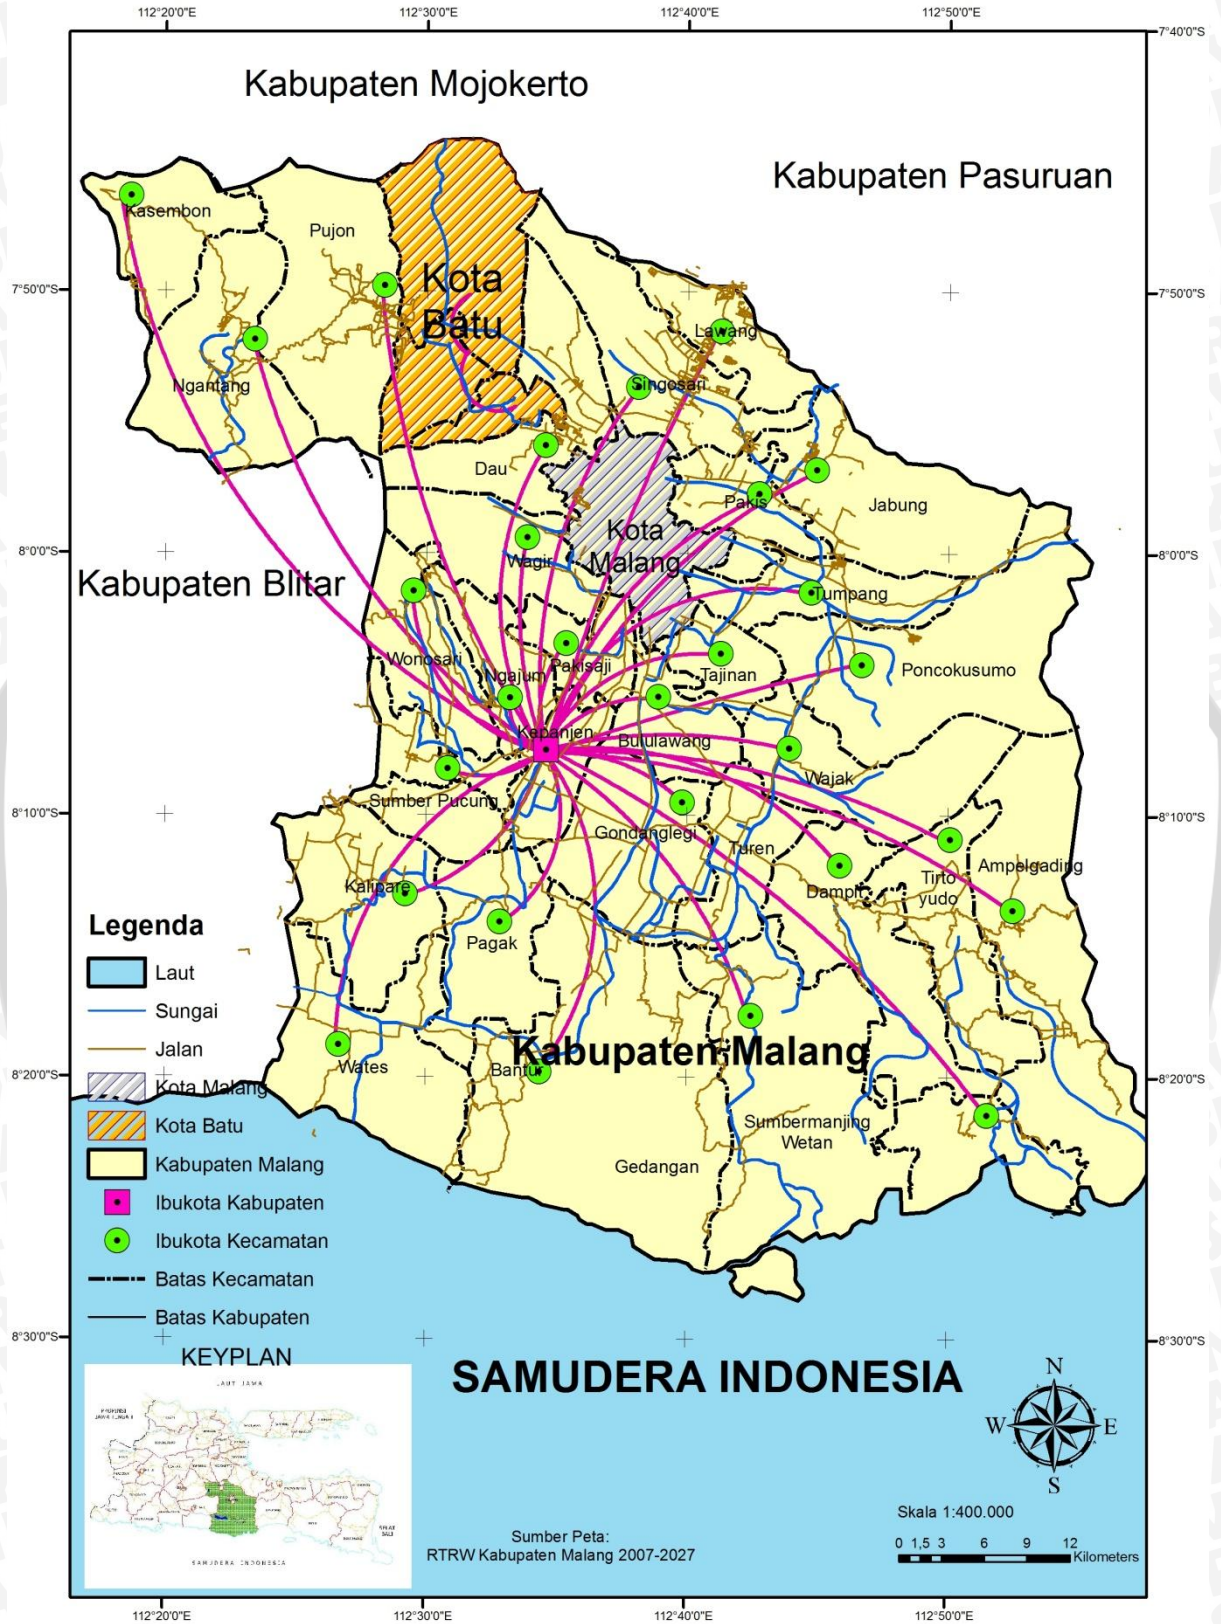 112°20'0"E
112°30'0"E
112°40'0"E
112°50'0"E
7°40'0"S
Kabupaten Mojokerto
Kabupaten Pasuruan
Kasembon
Pujon
Kota
Batu
7°50'0"S
7°50'0"S
Lawang
Ngantang
Singosari
Dau
Pakis
Jabung
Kota
Malang
8°0'0"S
8°0'0"S
Wagir
Kabupaten Blitar
Tumpang
Wonosari
Pakisaji
Ngajum
Tajinan
Poncokusumo
Kepanjen
Bululawang
Wajak
Sumber Pucung
8°10'0"S
8°10'0"S
Gondanglegi
Turen
Ampelgading
Tirto
yudo
Kalipare
Dampit
Pagak
Legenda
Laut
Sungai
Jalan
Kota Malang
Kota Batu
Kabupaten Malang
Ibukota Kabupaten
Ibukota Kecamatan
Batas Kecamatan
Batas Kabupaten
Kabupaten Malang
Wates
Bantur
8°20'0"S
8°20'0"S
Sumbermanjing
Wetan
Gedangan
8°30'0"S
8°30'0"S
KEYPLAN
LAUT JAWA
SAMUDERA INDONESIA
SAMUDERA INDONESIA
N
W
E
S
Skala 1:400.000
0 1,5 3 6 9 12
Kilometers
Sumber Peta:
RTRW Kabupaten Malang 2007-2027
112°20'0"E
112°30'0"E
112°40'0"E
112°50'0"E